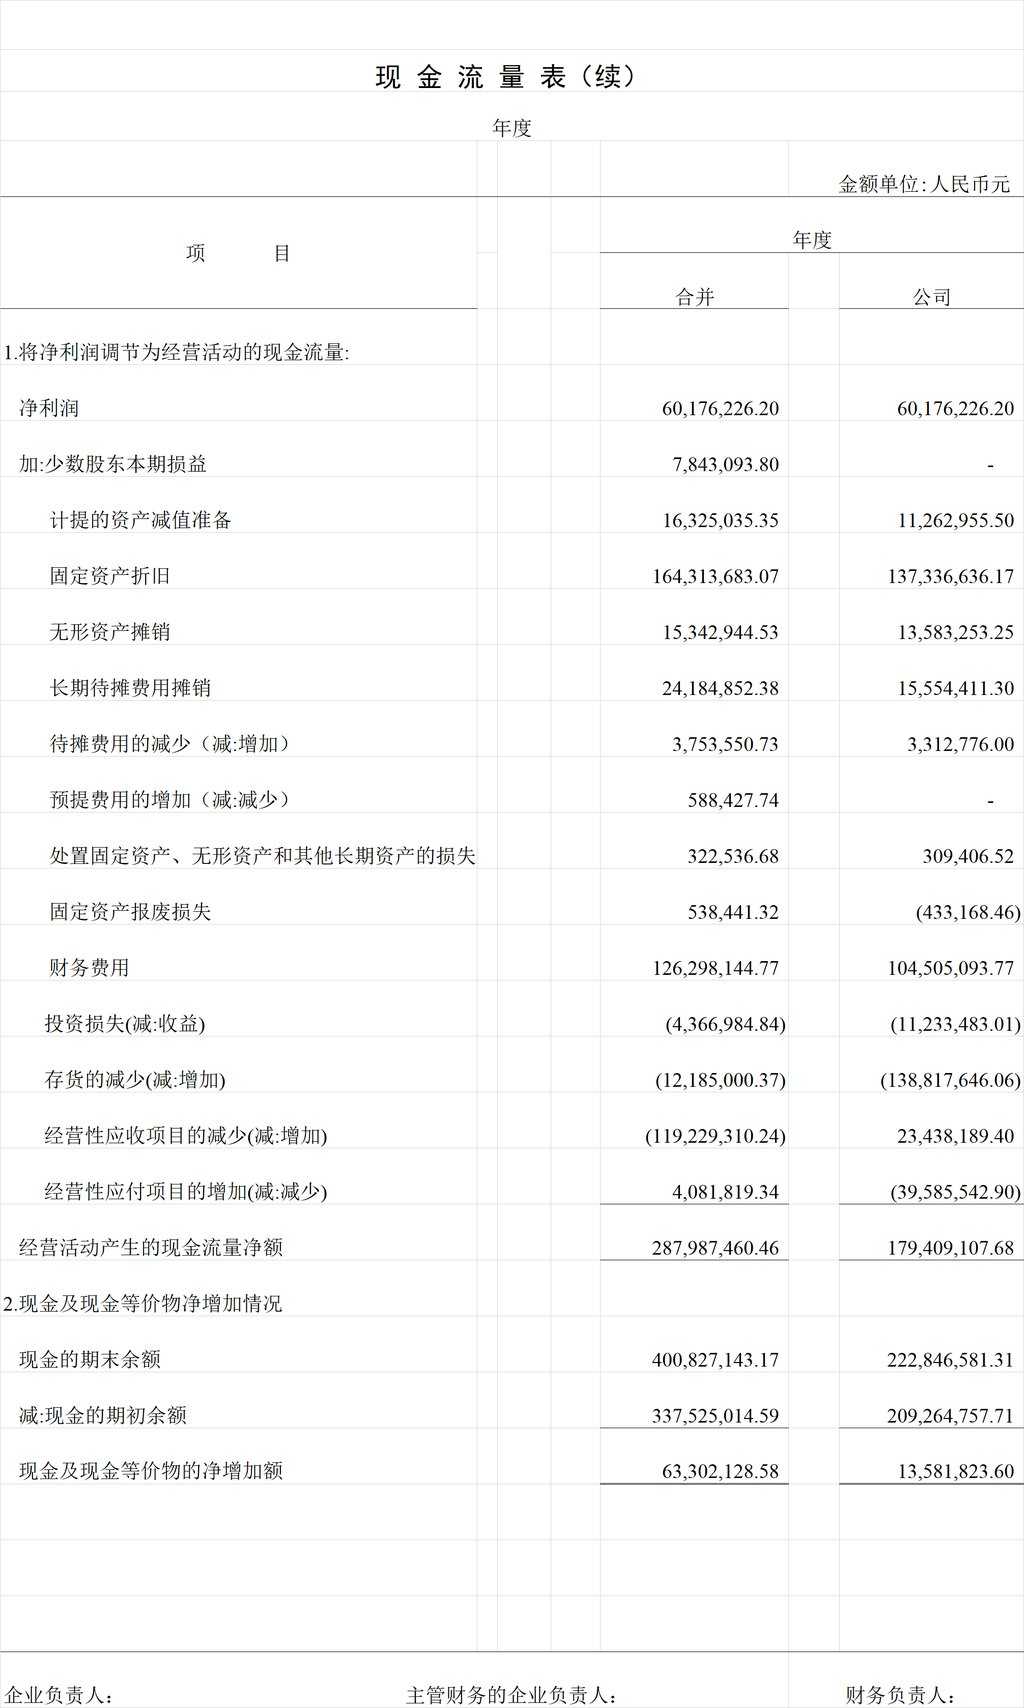 现 金 流 量 表（续）
年度
金额单位:人民币元
项 目 年度
合并 公司
1.将净利润调节为经营活动的现金流量:
净利润 60,176,226.20 60,176,226.20
加:少数股东本期损益 7,843,093.80 -
计提的资产减值准备 16,325,035.35 11,262,955.50
固定资产折旧 164,313,683.07 137,336,636.17
无形资产摊销 15,342,944.53 13,583,253.25
长期待摊费用摊销 24,184,852.38 15,554,411.30
待摊费用的减少（减:增加） 3,753,550.73 3,312,776.00
预提费用的增加（减:减少） 588,427.74 -
处置固定资产、无形资产和其他长期资产的损失 322,536.68 309,406.52
固定资产报废损失 538,441.32 (433,168.46)
财务费用 126,298,144.77 104,505,093.77
投资损失(减:收益) (4,366,984.84) (11,233,483.01)
存货的减少(减:增加) (12,185,000.37) (138,817,646.06)
经营性应收项目的减少(减:增加) (119,229,310.24) 23,438,189.40
经营性应付项目的增加(减:减少) 4,081,819.34 (39,585,542.90)
经营活动产生的现金流量净额 287,987,460.46 179,409,107.68
2.现金及现金等价物净增加情况
现金的期末余额 400,827,143.17 222,846,581.31
减:现金的期初余额 337,525,014.59 209,264,757.71
现金及现金等价物的净增加额 63,302,128.58 13,581,823.60
企业负责人: 主管财务的企业负责人: 财务负责人: